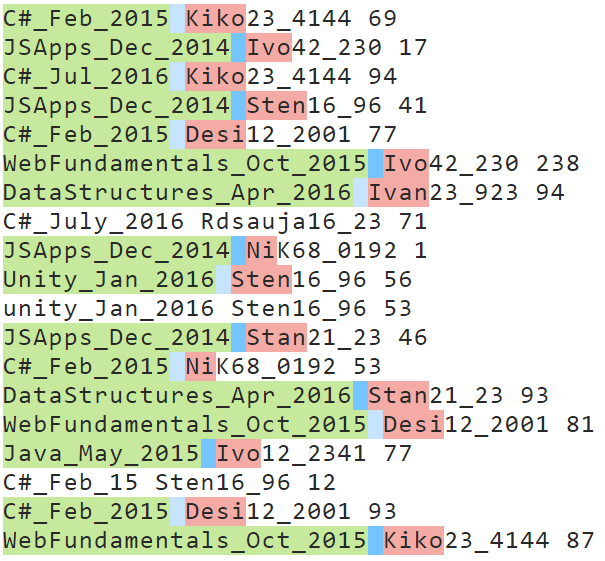 C#_Feb_2015 Kiko23_4144 69
JSApps_Dec_2014 Ivo42_230 17
C#_Jul_2016 Kiko23_4144 94
JSApps_Dec_2014 Sten16_96 41
C#_Feb_2015 Desi12_2001 77
WebFundamentals_Oct_2015 Ivo42_230 238
DataStructures_Apr_2016 Ivan23_923 94
C#_July_2016 Rdsauja16_23 71
JSApps_Dec_2014 NiK68_0192 1
Unity_Jan_2016 Sten16_96 56
unity_Jan_2016 Sten16_96 53
JSApps_Dec_2014 Stan21_23 46
C#_Feb_2015 NiK68_0192 53
DataStructures_Apr_2016 Stan21_23 93
WebFundamentals_Oct_2015 Desi12_2001 81
Java_May_2015 Ivo12_2341 77
C#_Feb_15 Sten16_96 12
C#_Feb_2015 Desi12_2001 93
WebFundamentals_Oct_2015 Kiko23_4144 87